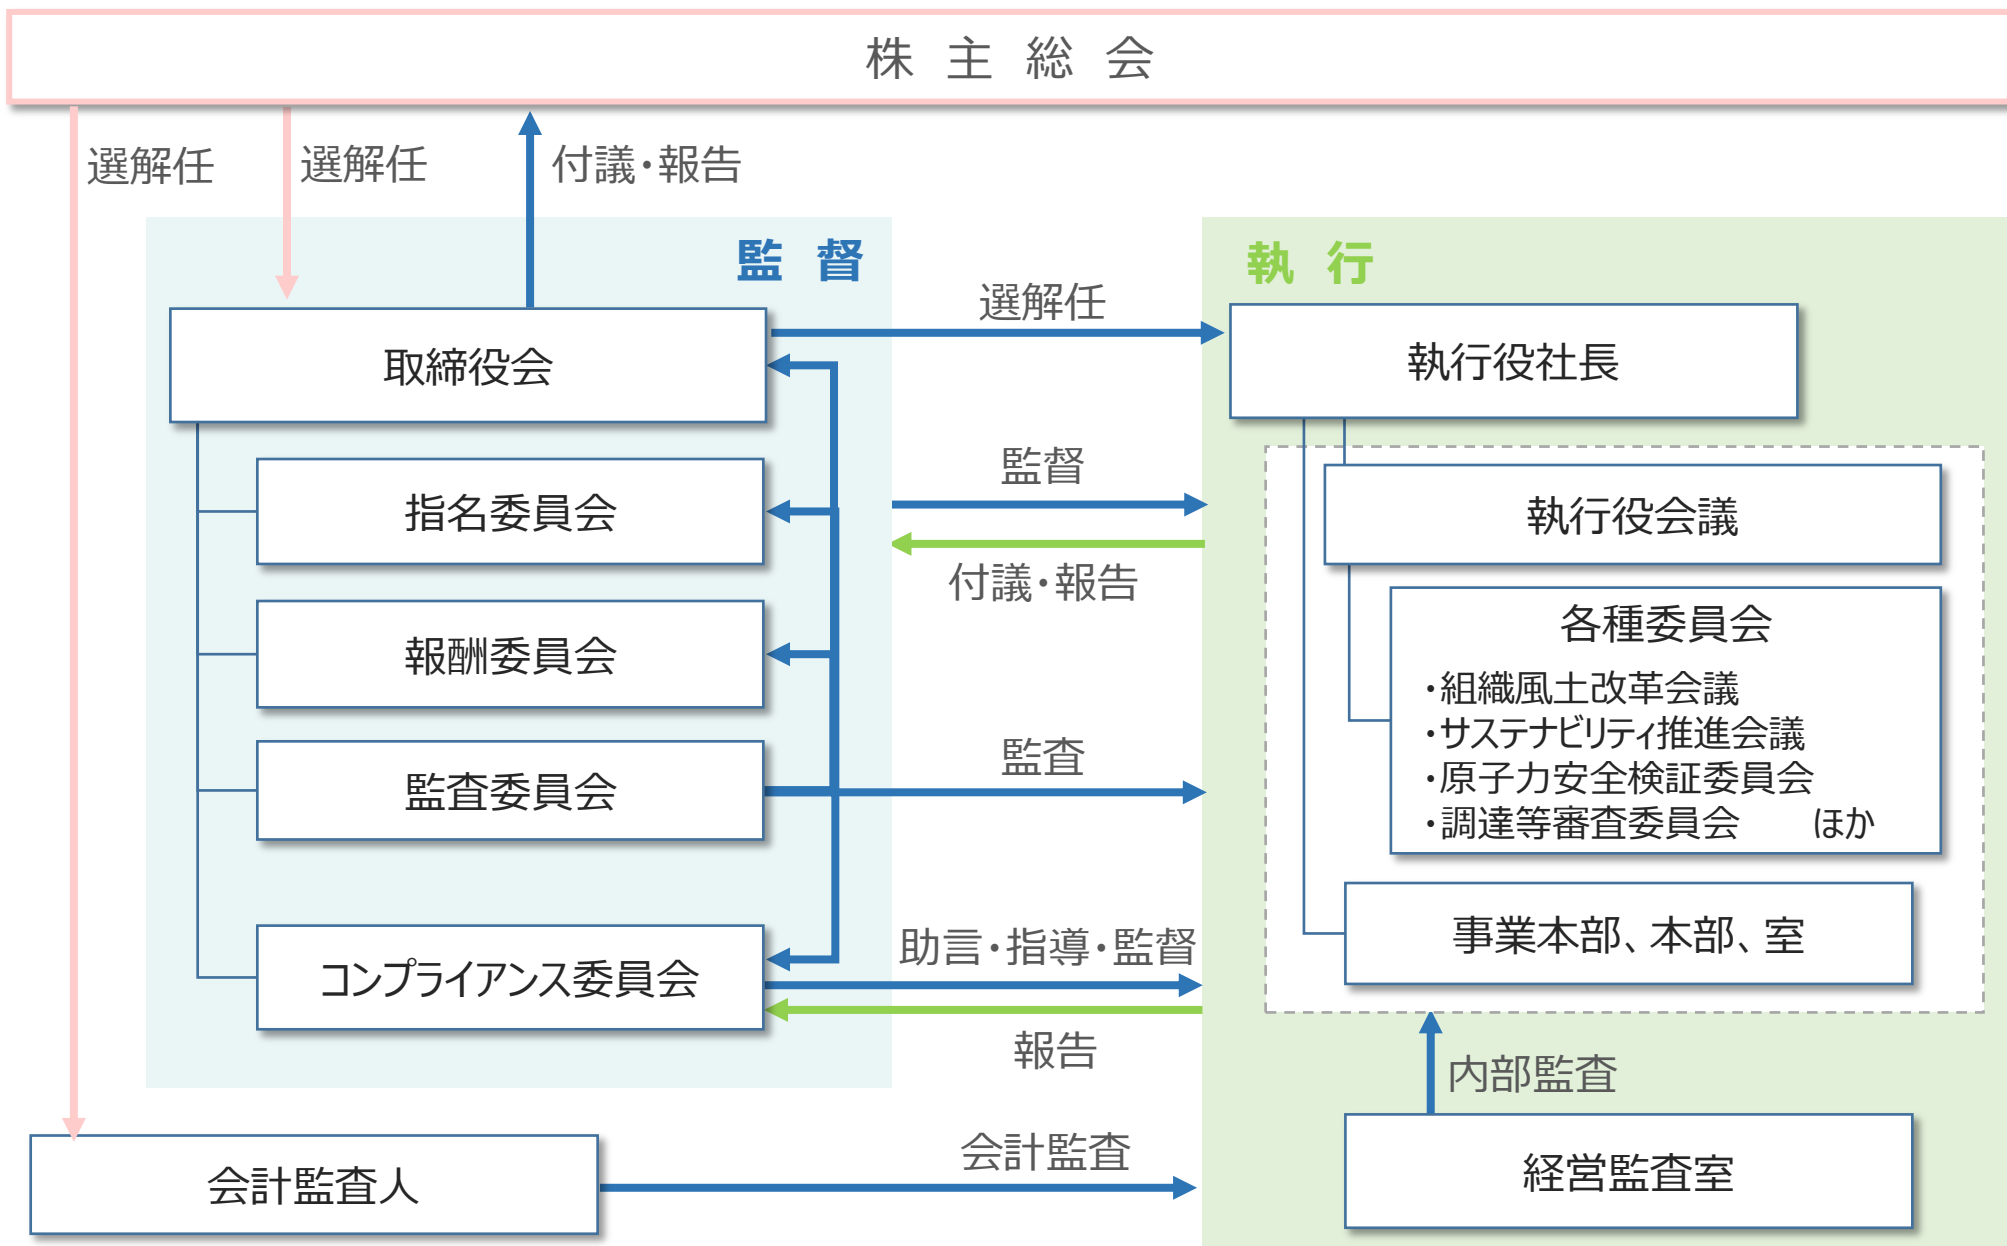 株 主 総 会
選解任
選解任
付議・報告
監 督
執 行
選解任
取締役会
執行役社長
監督
指名委員会
執行役会議
付議・報告
報酬委員会
各種委員会
・組織風土改革会議
・サステナビリティ推進会議
・原子力安全検証委員会
・調達等審査委員会 ほか
監査
監査委員会
助言・指導・監督
事業本部、本部、室
コンプライアンス委員会
報告
内部監査
会計監査
会計監査人
経営監査室